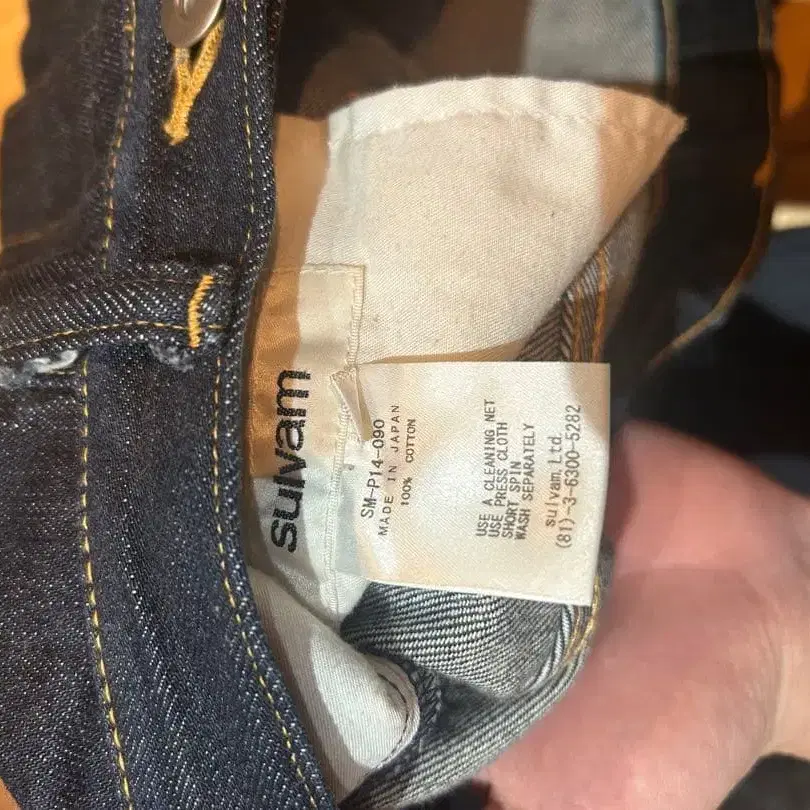 sulvam
SM-P14-090
MADE IN JAPAN
100% COTTON
USE A CLEANING NET
USE PRESS CLOTH
SHORT SPIN
WASH SEPARATELY
sulvam Ltd.
(81)-3-6300-5282